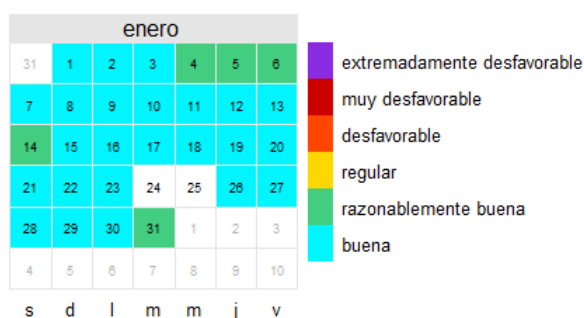 enero
31 1 2 3 4 5 6
7 8 9 10 11 12 13
14 15 16 17 18 19 20
21 22 23 24 25 26 27
28 29 30 31 1 2 3
4 5 6 7 8 9 10
s d l m m j v
extremadamente desfavorable
muy desfavorable
desfavorable
regular
razonablemente buena
buena